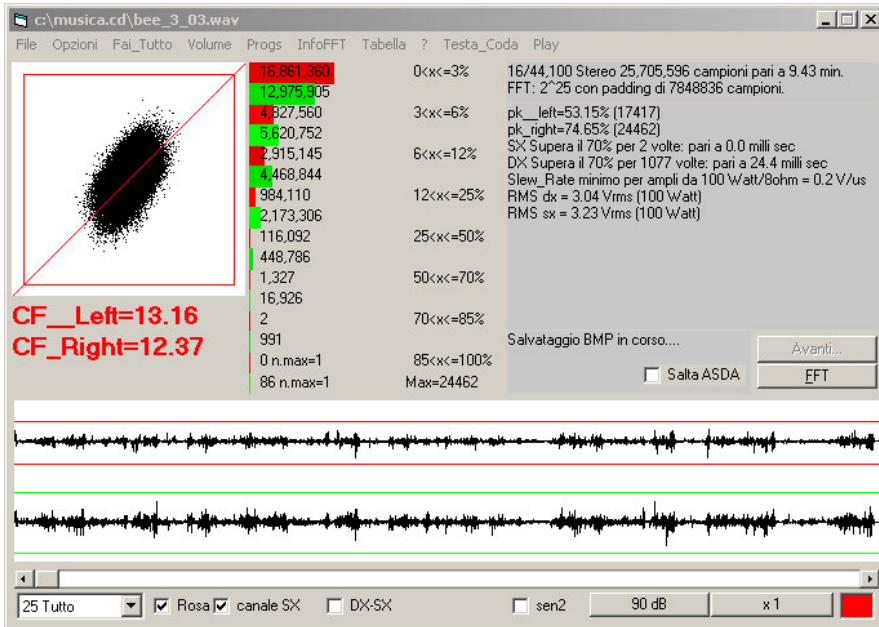 c:\musica.cd\bee_3_03.wav
File Opzioni Fai_Tutto Volume Progs InfoFFT Tabella ? Testa_Coda Play
16,861,360 0<x<=3%
12,975,905
4,827,560 3<x<=6%
5,620,752
2,915,145 6<x<=12%
4,468,844
984,110 12<x<=25%
2,173,306
116,092 25<x<=50%
448,786
1,327 50<x<=70%
16,926
2 70<x<=85%
991
0 n.max=1 85<x<=100%
86 n.max=1 Max=24462
16/44,100 Stereo 25,705,596 campioni pari a 9.43 min.
FFT: 2^25 con padding di 7848836 campioni.
pk__left=53.15% (17417)
pk_right=74.65% (24462)
SX Supera il 70% per 2 volte: pari a 0.0 milli sec
DX Supera il 70% per 1077 volte: pari a 24.4 milli sec
Slew_Rate minimo per ampli da 100 Watt/8ohm = 0.2 V/us
RMS dx = 3.04 Vrms (100 Watt)
RMS sx = 3.23 Vrms (100 Watt)
CF__Left=13.16
CF_Right=12.37
Salvataggio BMP in corso....
Avanti...
Salta ASDA
FFT
25 Tutto Rosa canale SX DX-SX sen2 90 dB x 1